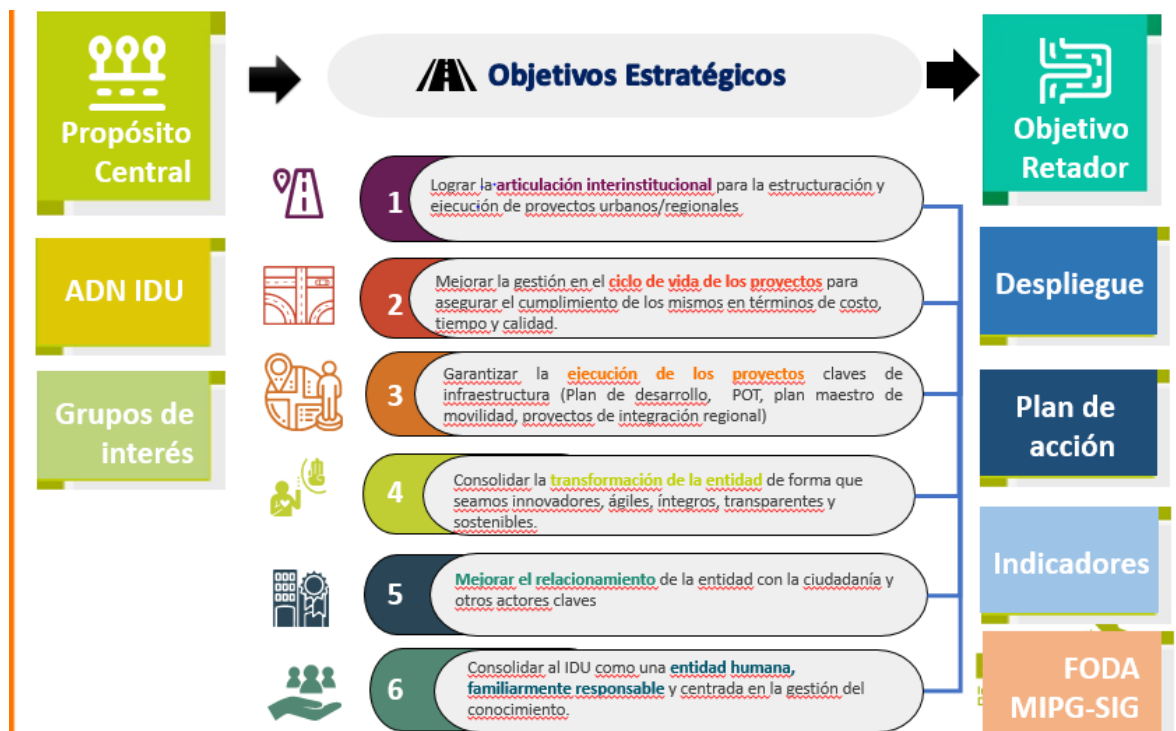 Propósito
Central
ADN IDU
Grupos de
interés
Objetivos Estratégicos
1
Lograr la articulación interinstitucional para la estructuración y
ejecución de proyectos urbanos/regionales
2
Mejorar la gestión en el ciclo de vida de los proyectos para
asegurar el cumplimiento de los mismos en términos de costo,
tiempo y calidad.
3
Garantizar la ejecución de los proyectos claves de
infraestructura (Plan de desarrollo, POT, plan maestro de
movilidad, proyectos de integración regional)
4
Consolidar la transformación de la entidad de forma que
seamos innovadores, ágiles, íntegros, transparentes y
sostenibles.
5
Mejorar el relacionamiento de la entidad con la ciudadanía y
otros actores claves
6
Consolidar al IDU como una entidad humana,
familiarmente responsable y centrada en la gestión del
conocimiento.
Objetivo
Retador
Despliegue
Plan de
acción
Indicadores
FODA
MIPG-SIG